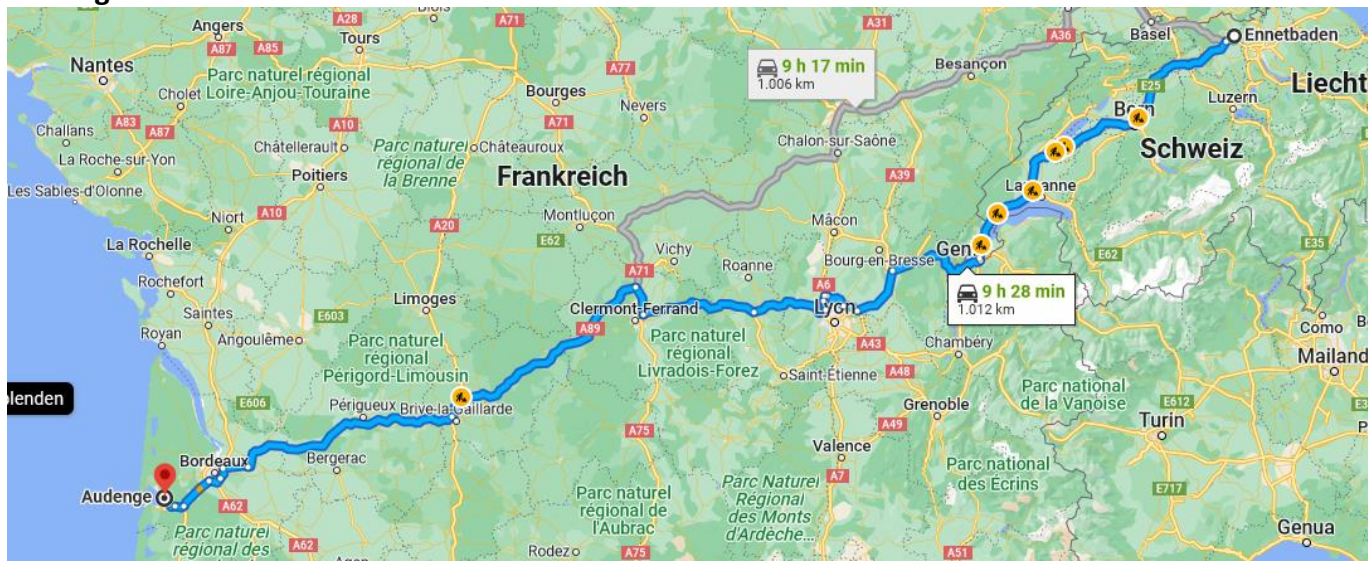 Angers
A87
A85
A28
Tours
A71
Blois
A77
A31
A36
Basel
Ennetbaden
Nantes
Parc naturel régional
Loire-Anjou-Touraine
Cholet
A83
A87
Challans
La Roche-sur-Yon
Les Sables-d'Olonne
A10
Châtellerault
Poitiers
Parc naturel
régional de
la Brenne
Châteauroux
Bourges
A71
Nevers
9 h 17 min
1.006 km
Besançon
E25
Bern
Luzern
Liecht
Chalon-sur-Saône
Schweiz
Frankreich
A39
Lausanne
Niort
A10
La Rochelle
Rochefort
Saintes
Royan
Montluçon
E62
A20
Vichy
Roanne
Mâcon
Bourg-en-Bresse
Gen
E62
E35
A71
A6
9 h 28 min
1.012 km
Limoges
E603
Angoulême
Parc naturel
régional
Périgord-Limousin
Clermont-Ferrand
A89
Parc naturel
régional
Livradois-Forez
Lyon
A43
Saint-Étienne
Chambéry
A48
Como
Mailand
blenden
E606
Périgueux
Brive-la-Gaillarde
Grenoble
Parc national
de la Vanoise
E612
Turin
Bordeaux
Bergerac
A75
Valence
A49
A7
Audenge
A62
Parc naturel
régional des
Parc naturel
régional de
l'Aubrac
Parc Naturel
Régional
des Monts
d'Ardèche...
Parc national
des Écrins
E717
Genua
A62
Rodez
A75
A51